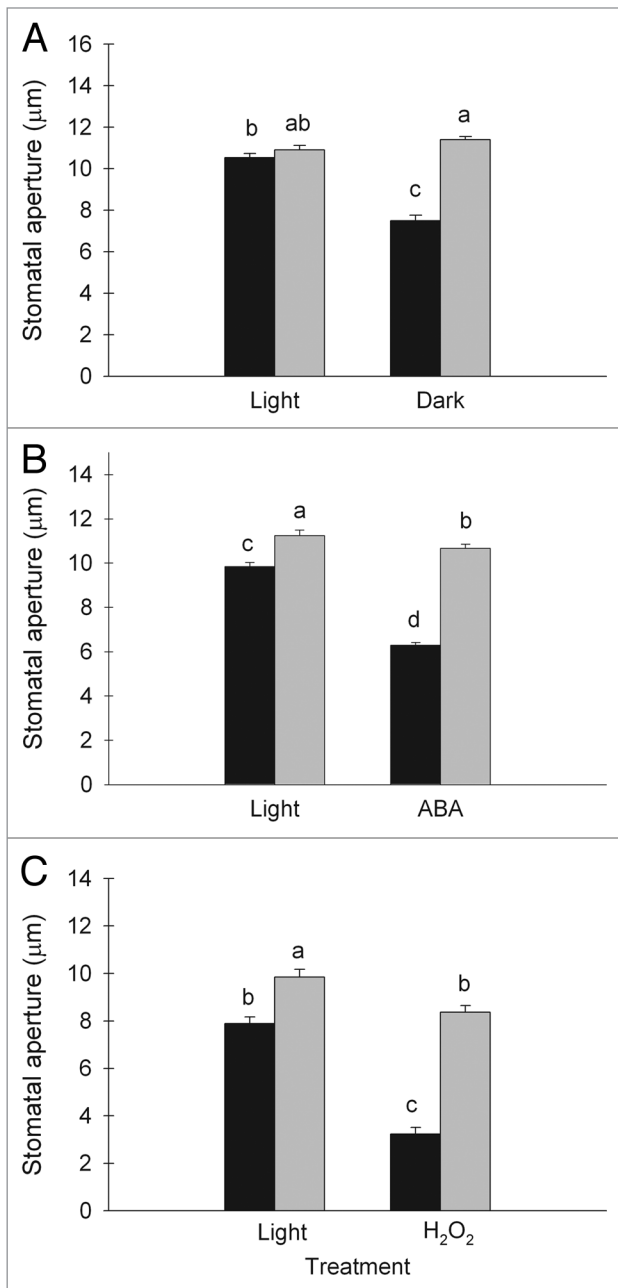 A
Stomatal aperture (μm)
16
14
12
10
8
6
4
2
0
b
ab
c
a
Light
Dark
B
Stomatal aperture (μm)
14
12
10
8
6
4
2
0
c
a
d
b
Light
ABA
C
Stomatal aperture (μm)
14
12
10
8
6
4
2
0
b
a
c
b
Light
H₂O₂
Treatment